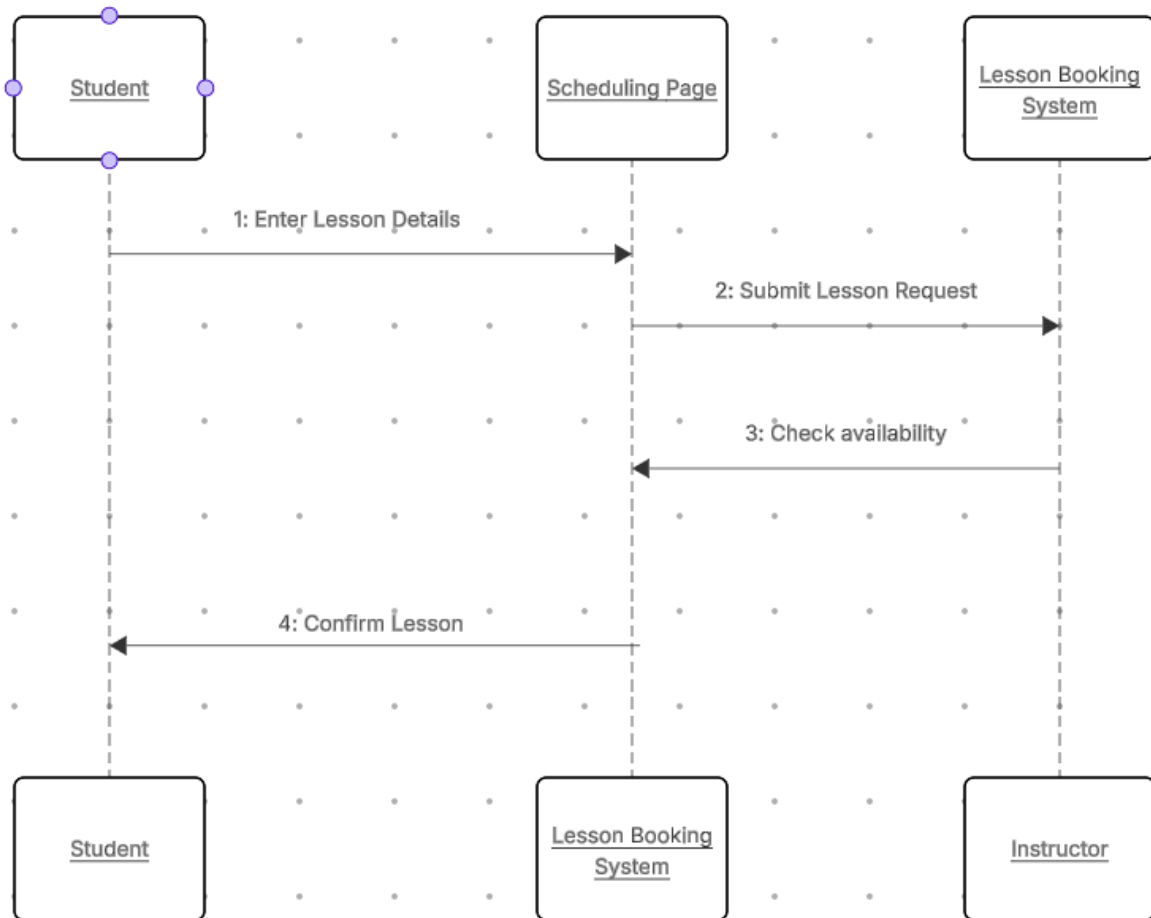 Student
Scheduling Page
Lesson Booking
System
1: Enter Lesson Details
2: Submit Lesson Request
3: Check availability
4: Confirm Lesson
Student
Lesson Booking
System
Instructor